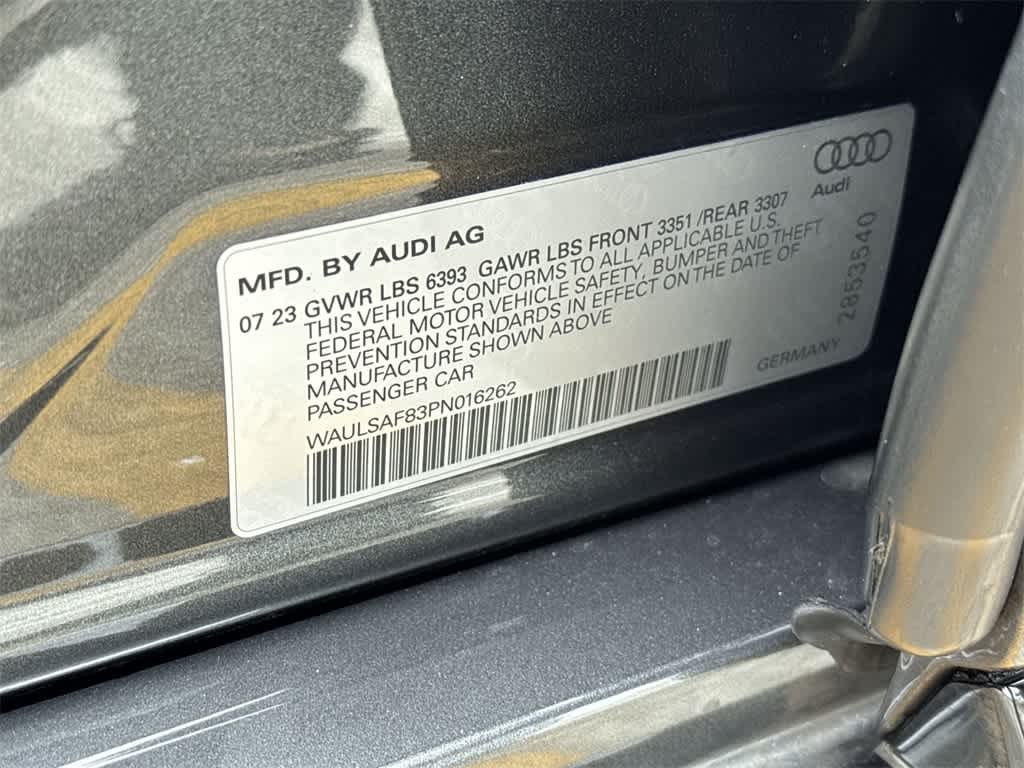 Audi
MFD. BY AUDI AG
07 23 GVWR LBS 6393 GAWR LBS FRONT 3351 /REAR 3307
THIS VEHICLE CONFORMS TO ALL APPLICABLE U.S.
FEDERAL MOTOR VEHICLE SAFETY, BUMPER AND THEFT
PREVENTION STANDARDS IN EFFECT ON THE DATE OF
MANUFACTURE SHOWN ABOVE
PASSENGER CAR
WAULSAF83PN016262
GERMANY
2853540